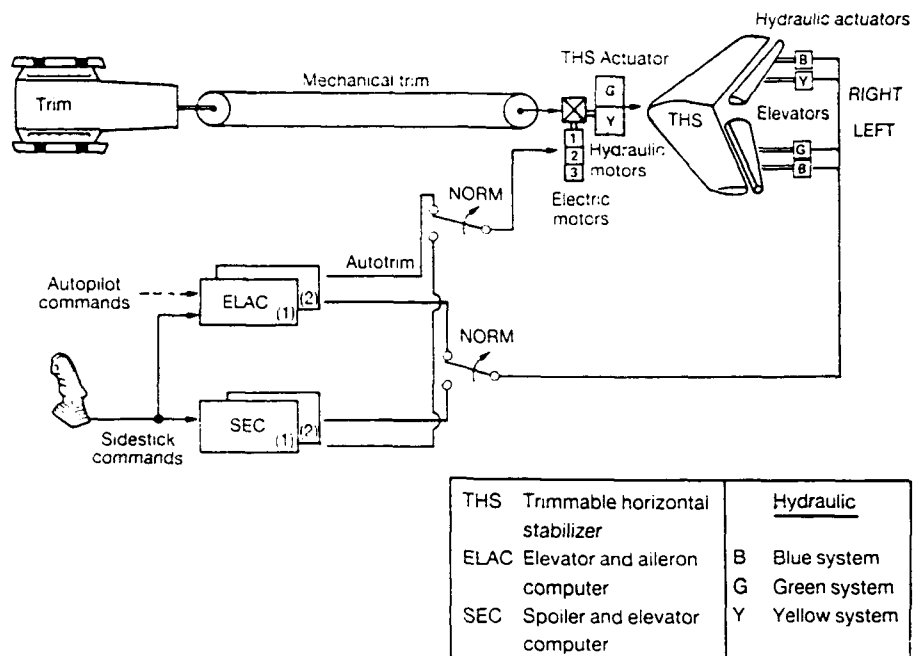 Hydraulic actuators
THS Actuator
Mechanical trim
Trim
G
Y
THS
B
Y
Elevators
RIGHT
LEFT
G
B
1
2
3
Hydraulic
motors
Electric
motors
NORM
Autotrim
Autopilot
commands
ELAC
(1)
(2)
NORM
SEC
(1)
(2)
Sidestick
commands
THS Trimmable horizontal
stabilizer
ELAC Elevator and aileron
computer
SEC Spoiler and elevator
computer
Hydraulic
B Blue system
G Green system
Y Yellow system